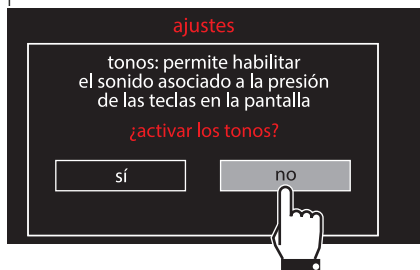 ajustes
tonos: permite habilitar
el sonido asociado a la presión
de las teclas en la pantalla
¿activar los tonos?
sí
no